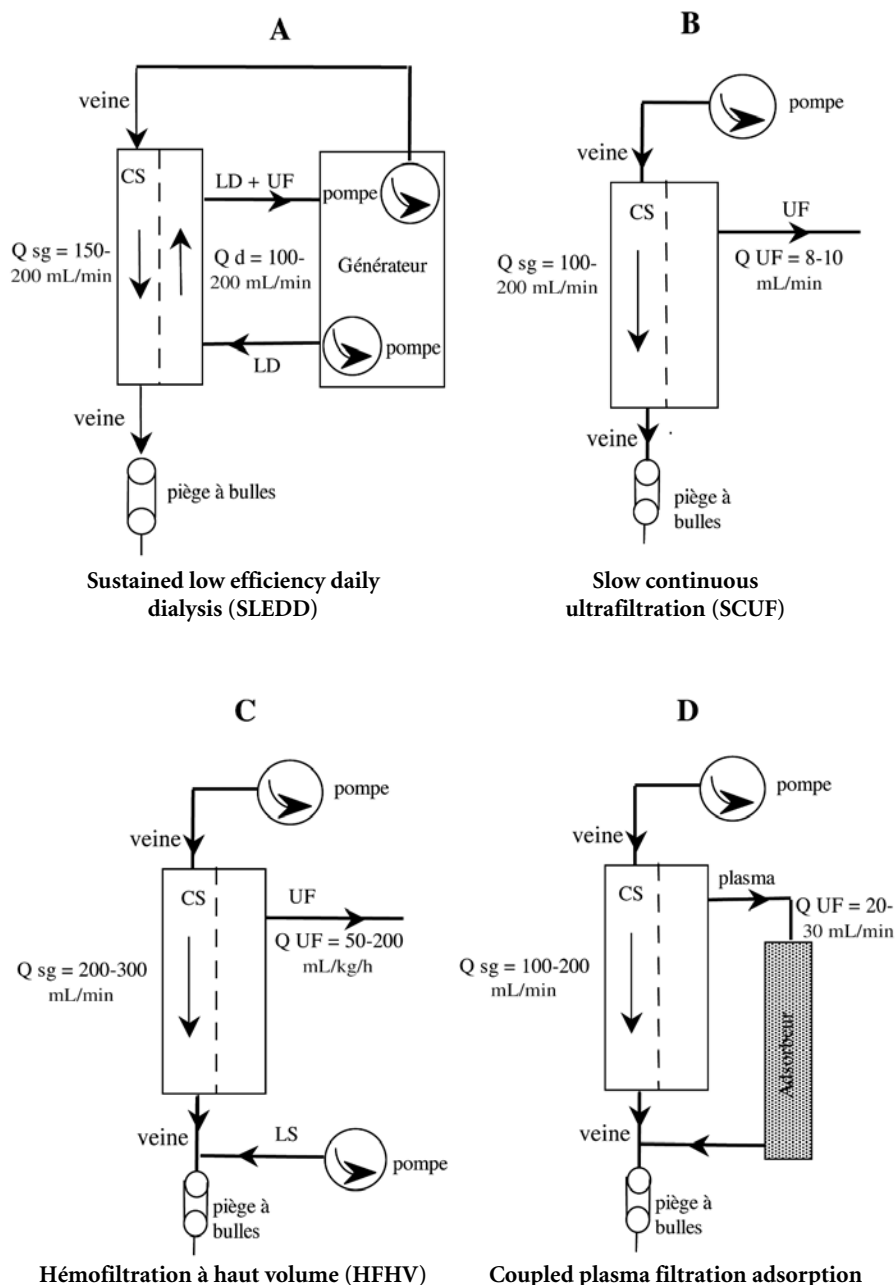 A
veine
CS
LD + UF
pompe
Q sg = 150-
200 mL/min
Q d = 100-
200 mL/min
Générateur
LD
pompe
veine
piège à bulles
Sustained low efficiency daily
dialysis (SLEDD)
B
pompe
veine
CS
UF
Q sg = 100-
200 mL/min
Q UF = 8-10
mL/min
veine
piège à
bulles
Slow continuous
ultrafiltration (SCUF)
C
pompe
veine
CS
UF
Q UF = 50-200
mL/kg/h
Q sg = 200-300
mL/min
veine
LS
pompe
piège à
bulles
Hémofiltration à haut volume (HFHV)
D
pompe
veine
CS
plasma
Q UF = 20-
30 mL/min
Q sg = 100-200
mL/min
Adsorbeur
veine
piège à
bulles
Coupled plasma filtration adsorption